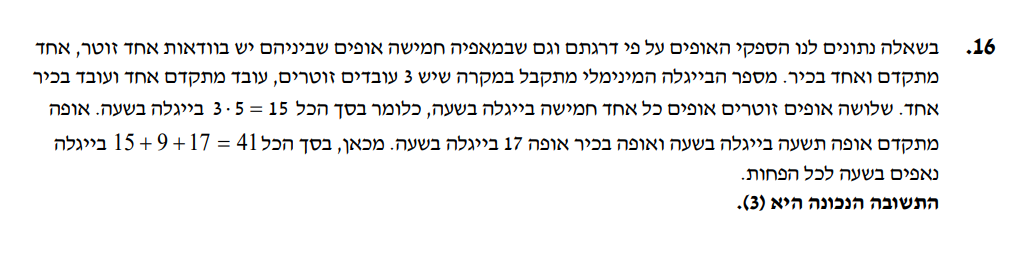 16. בשאלה נתונים לנו הספקי האופים על פי דרגתם וגם שבמאפיה חמישה אופים שביניהם יש בוודאות אחד זוטר, אחד
מתקדם ואחד בכיר. מספר הבייגלה המינימלי מתקבל במקרה שיש 3 עובדים זוטרים, עובד מתקדם אחד ועובד בכיר
אחד. שלושה אופים זוטרים אופים כל אחד חמישה בייגלה בשעה, כלומר בסך הכל 3 · 5 = 15 בייגלה בשעה. אופה
מתקדם אופה תשעה בייגלה בשעה ואופה בכיר אופה 17 בייגלה בשעה. מכאן, בסך הכל 15 + 9 + 17 = 41 בייגלה
נאפים בשעה לכל הפחות.
התשובה הנכונה היא (3).